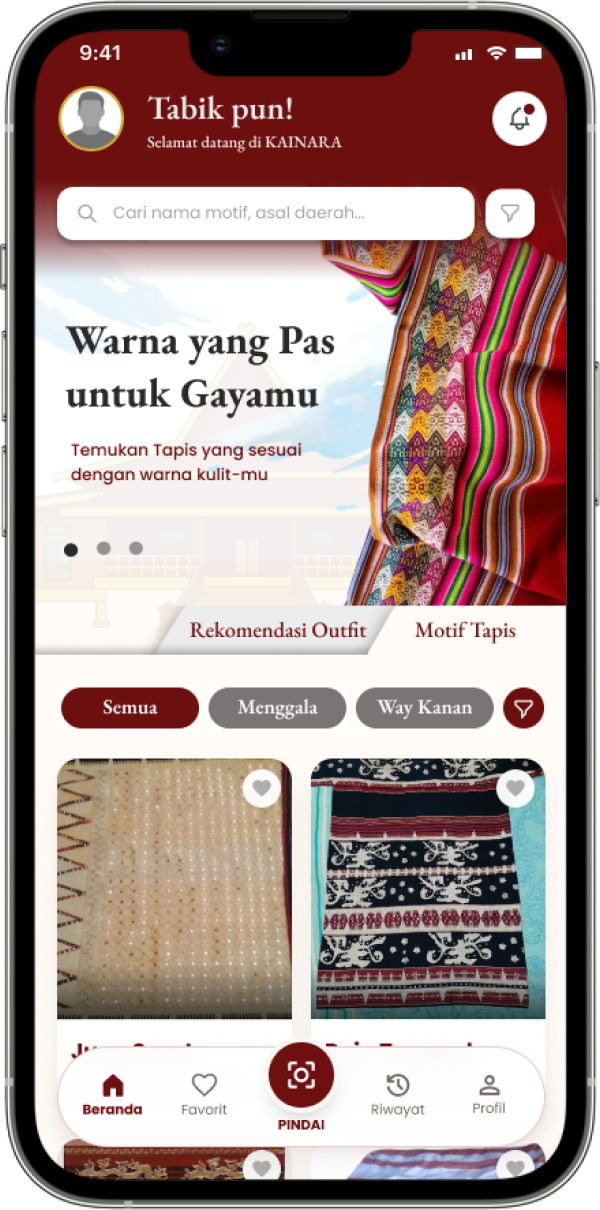 9:41
Tabik pun!
Selamat datang di KAINARA
Cari nama motif, asal daerah...
Warna yang Pas
untuk Gayamu
Temukan Tapis yang sesuai
dengan warna kulit-mu
Rekomendasi Outfit
Motif Tapis
Semua
Menggala
Way Kanan
Beranda
Favorit
PINDAI
Riwayat
Profil